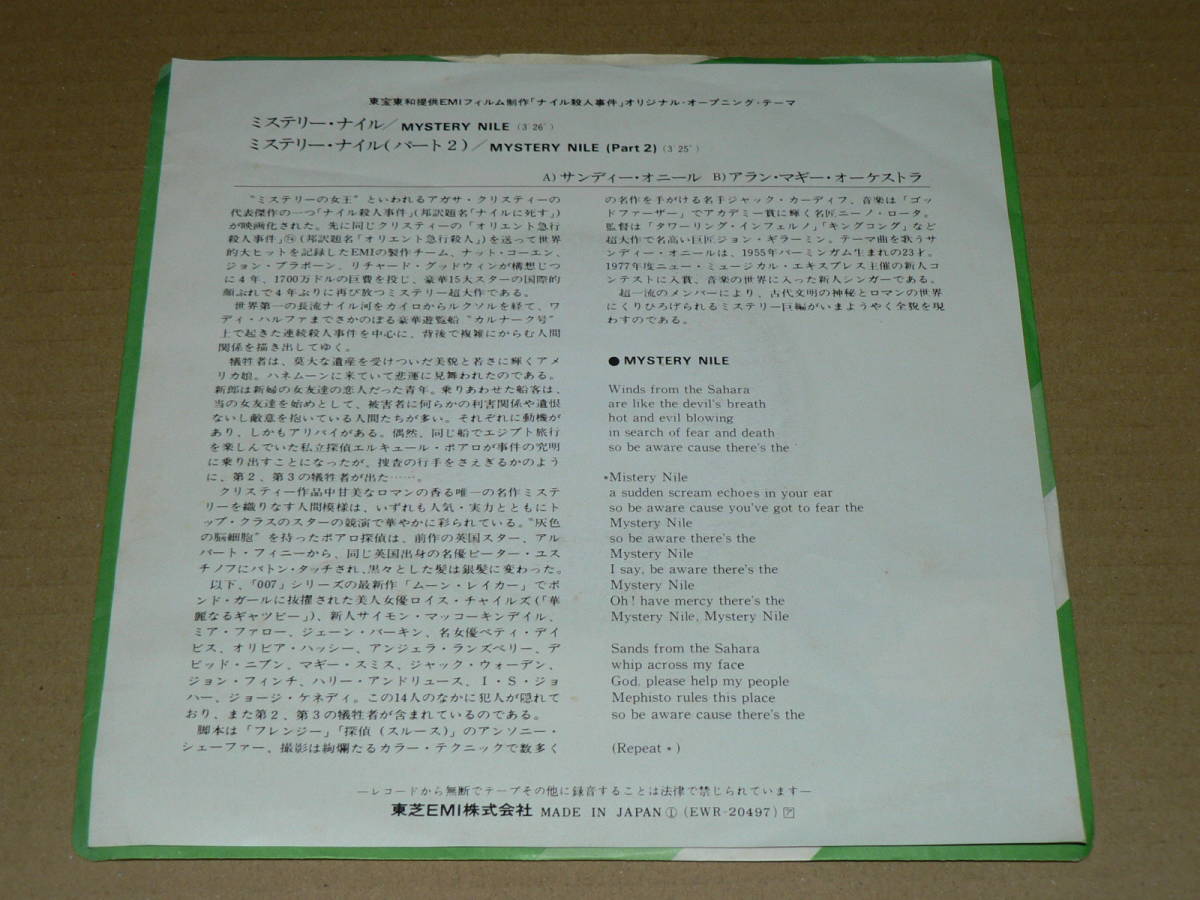 東宝東和提供EMIフィルム制作「ナイル殺人事件」オリジナル・オープニング・テーマ
ミステリー・ナイル／MYSTERY NILE (3´26˝)
ミステリー・ナイル(パート2)／MYSTERY NILE (Part 2) (3´25˝)
A)サンディー・オニール B)アラン・マギー・オーケストラ
〝ミステリーの女王〟といわれるアガサ・クリスティーの
代表傑作の一つ「ナイル殺人事件」(邦訳題名「ナイルに死す」)
が映画化された。先に同じクリスティーの「オリエント急行
殺人事件」(邦訳題名「オリエント急行殺人」)を送って世界
的大ヒットを記録したEMIの製作チーム、ナット・コーエン、
ジョン・ブラボーン、リチャード・グッドウィンが構想じつ
に4年、1700万ドルの巨費を投じ、豪華15大スターの国際的
顔ぶれで4年ぶりに再び放つミステリー超大作である。
世界第一の長流ナイル河をカイロからルクソルを経て、ワ
ディ・ハルファまでさかのぼる豪華遊覧船〝カルナーク号〟
上で起きた連続殺人事件を中心に、背後で複雑にからむ人間
関係を描き出してゆく。
犠牲者は、莫大な遺産を受けついだ美貌と若さに輝くアメ
リカ娘。ハネムーンに来ていて悲運に見舞われたのである。
新郎は新婦の女友達の恋人だった青年。乗りあわせた船客は、
当の女友達を始めとして、被害者に何らかの利害関係や遺恨
ないし敵意を抱いている人間たちが多い。それぞれに動機が
あり、しかもアリバイがある。偶然、同じ船でエジプト旅行
を楽しんでいた私立探偵エルキュール・ポアロが事件の究明
に乗り出すことになったが、捜査の行手をさえぎるかのよう
に、第2、第3の犠牲者が出た……。
クリスティー作品中甘美なロマンの香る唯一の名作ミステ
リーを織りなす人間模様は、いずれも人気・実力とともにト
ップ・クラスのスターの競演で華やかに彩られている。〝灰色
の脳細胞〟を持ったポアロ探偵は、前作の英国スター、アル
バート・フィニーから、同じ英国出身の名優ピーター・ユス
チノフにバトン・タッチされ、黒々とした髪は銀髪に変わった。
以下、「007」シリーズの最新作「ムーン・レイカー」でボ
ンド・ガールに抜擢された美人女優ロイス・チャイルズ(「華
麗なるギャツビー」)、新人サイモン・マッコーキンデイル、
ミア・ファロー、ジェーン・バーキン、名女優ベティ・デイ
ビス、オリビア・ハッシー、アンジェラ・ランズベリー、デ
ビッド・ニブン、マギー・スミス、ジャック・ウォーデン、
ジョン・フィンチ、ハリー・アンドリュース、I・S・ジョ
ハー、ジョージ・ケネディ。この14人のなかに犯人が隠れて
おり、また第2、第3の犠牲者が含まれているのである。
脚本は「フレンジー」「探偵(スルース)」のアンソニー・
シェーファー、撮影は絢爛たるカラー・テクニックで数多く
の名作を手がける名手ジャック・カーディフ、音楽は「ゴッ
ドファーザー」でアカデミー賞に輝く名匠ニーノ・ロータ。
監督は「タワーリング・インフェルノ」「キングコング」など
超大作で名高い巨匠ジョン・ギラーミン。テーマ曲を歌うサ
ンディー・オニールは、1955年バーミンガム生まれの23才。
1977年度ニュー・ミュージカル・エキスプレス主催の新人コ
ンテストに入賞、音楽の世界に入った新人シンガーである。
超一流のメンバーにより、古代文明の神秘とロマンの世界
にくりひろげられるミステリー巨編がいまようやく全貌を現
わすのである。
●MYSTERY NILE
Winds from the Sahara
are like the devil's breath
hot and evil blowing
in search of fear and death
so be aware cause there's the
*Mistery Nile
a sudden scream echoes in your ear
so be aware cause you've got to fear the
Mystery Nile
so be aware there's the
Mystery Nile
I say, be aware there's the
Mystery Nile
Oh! have mercy there's the
Mystery Nile, Mystery Nile
Sands from the Sahara
whip across my face
God, please help my people
Mephisto rules this place
so be aware cause there's the
(Repeat *)
—レコードから無断でテープその他に録音することは法律で禁じられています—
東芝EMI株式会社 MADE IN JAPAN① (EWR-20497) ア